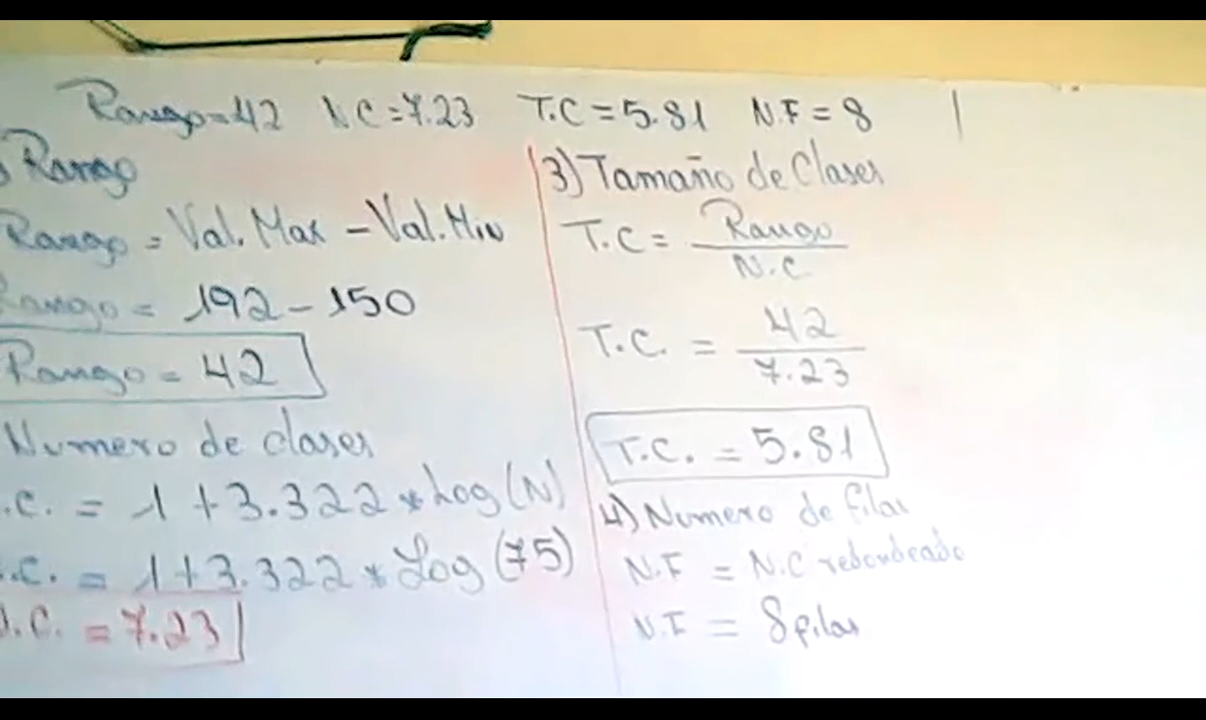 Rango=42 N.C=7.23 T.C=5.81 N.F=8
Rango
Rango = Val. Max - Val. Min
Rango = 192-150
Rango = 42
Numero de clases
.C. = 1+3.322*Log(N)
.C. = 1+3.322*Log(75)
N.C. = 7.23
3) Tamaño de Clases
T.C = Rango
N.C.
T.C. = 42
7.23
T.C. = 5.81
4) Numero de filas
N.F = N.C redondeado
N.F = 8 filas